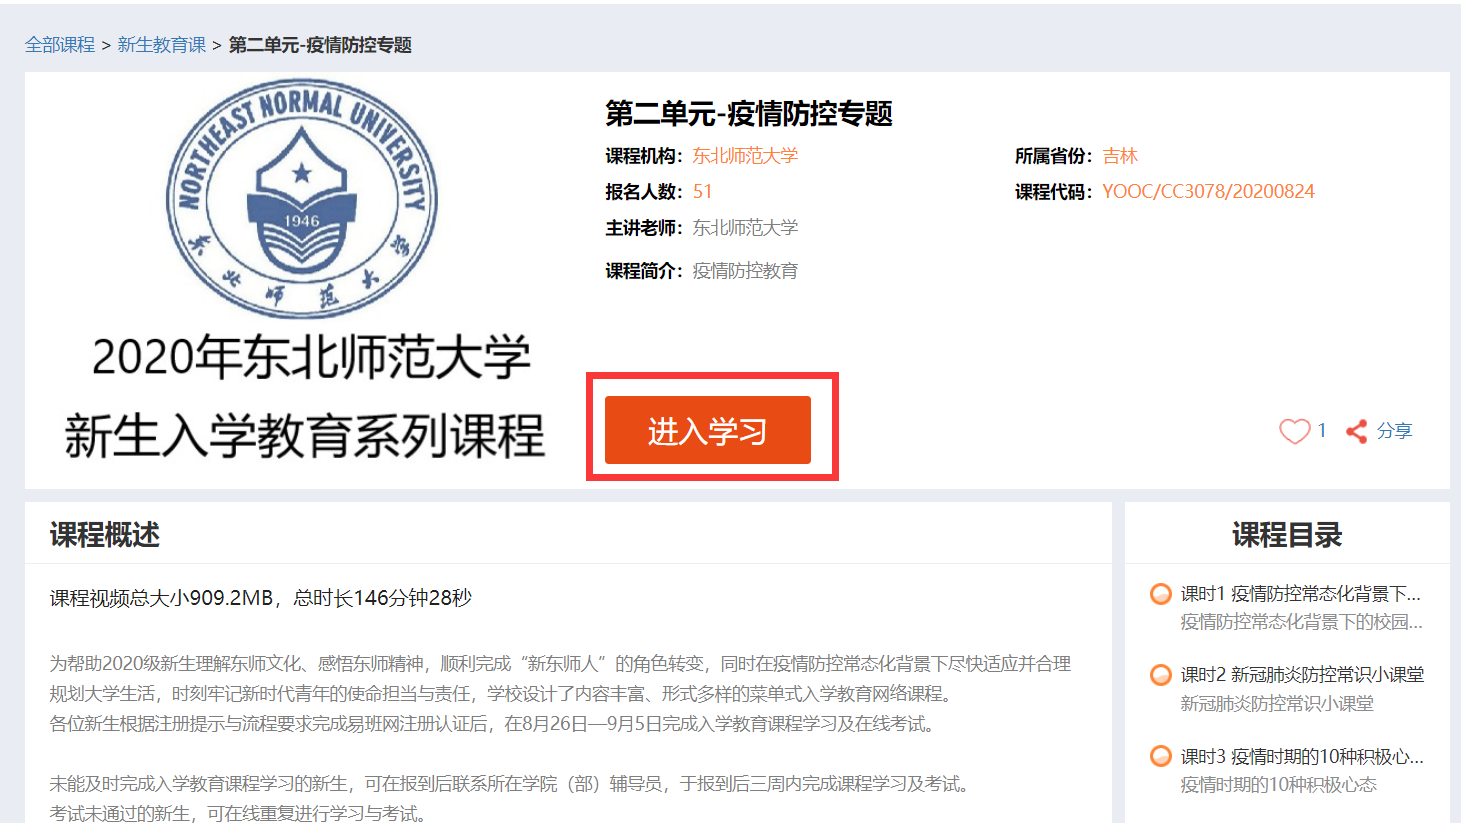 全部课程 > 新生教育课 > 第二单元-疫情防控专题
NORTHEAST NORMAL UNIVERSITY
1946
东北师范大学
2020年东北师范大学
新生入学教育系列课程
第二单元-疫情防控专题
课程机构：东北师范大学
所属省份：吉林
报名人数：51
课程代码：YOOC/CC3078/20200824
主讲老师：东北师范大学
课程简介：疫情防控教育
进入学习
1 分享
课程概述
课程视频总大小909.2MB，总时长146分钟28秒
为帮助2020级新生理解东师文化、感悟东师精神，顺利完成“新东师人”的角色转变，同时在疫情防控常态化背景下尽快适应并合理
规划大学生活，时刻牢记新时代青年的使命担当与责任，学校设计了内容丰富、形式多样的菜单式入学教育网络课程。
各位新生根据注册提示与流程要求完成易班网注册认证后，在8月26日—9月5日完成入学教育课程学习及在线考试。
未能及时完成入学教育课程学习的新生，可在报到后联系所在学院（部）辅导员，于报到后三周内完成课程学习及考试。
考试未通过的新生，可在线重复进行学习与考试。
课程目录
课时1 疫情防控常态化背景下...
疫情防控常态化背景下的校园...
课时2 新冠肺炎防控常识小课堂
新冠肺炎防控常识小课堂
课时3 疫情时期的10种积极心...
疫情时期的10种积极心态